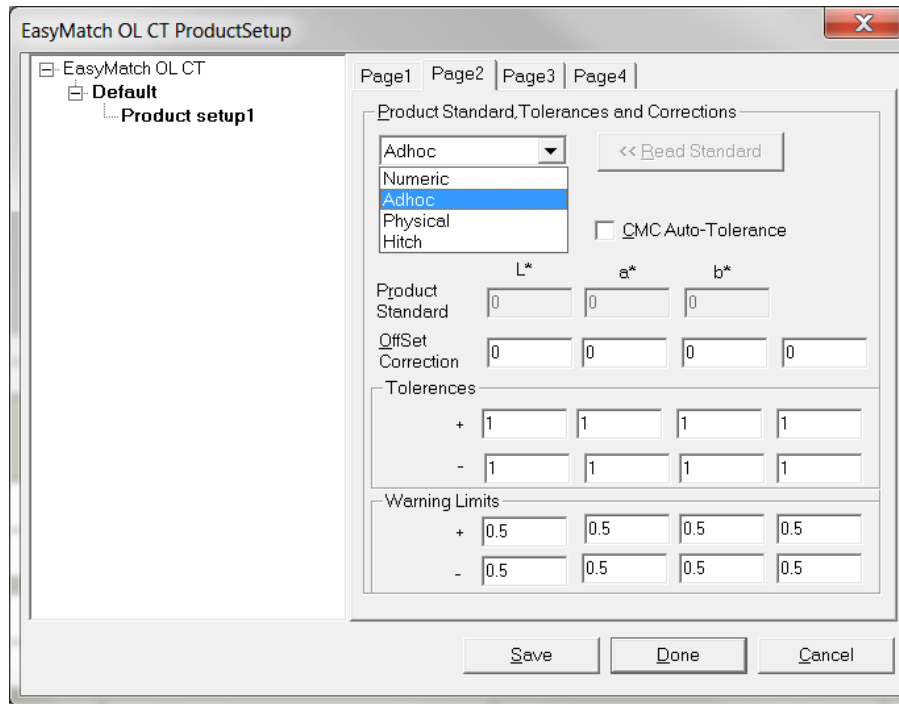 EasyMatch OL CT ProductSetup
EasyMatch OL CT
Default
Product setup1
Page1 Page2 Page3 Page4
Product Standard,Tolerances and Corrections
Adhoc << Read Standard
Numeric
Adhoc
Physical
Hitch
CMC Auto-Tolerance
L* a* b*
Product
Standard 0 0 0
OffSet
Correction 0 0 0 0
Tolerences
+ 1 1 1 1
- 1 1 1 1
Warning Limits
+ 0.5 0.5 0.5 0.5
- 0.5 0.5 0.5 0.5
Save Done Cancel